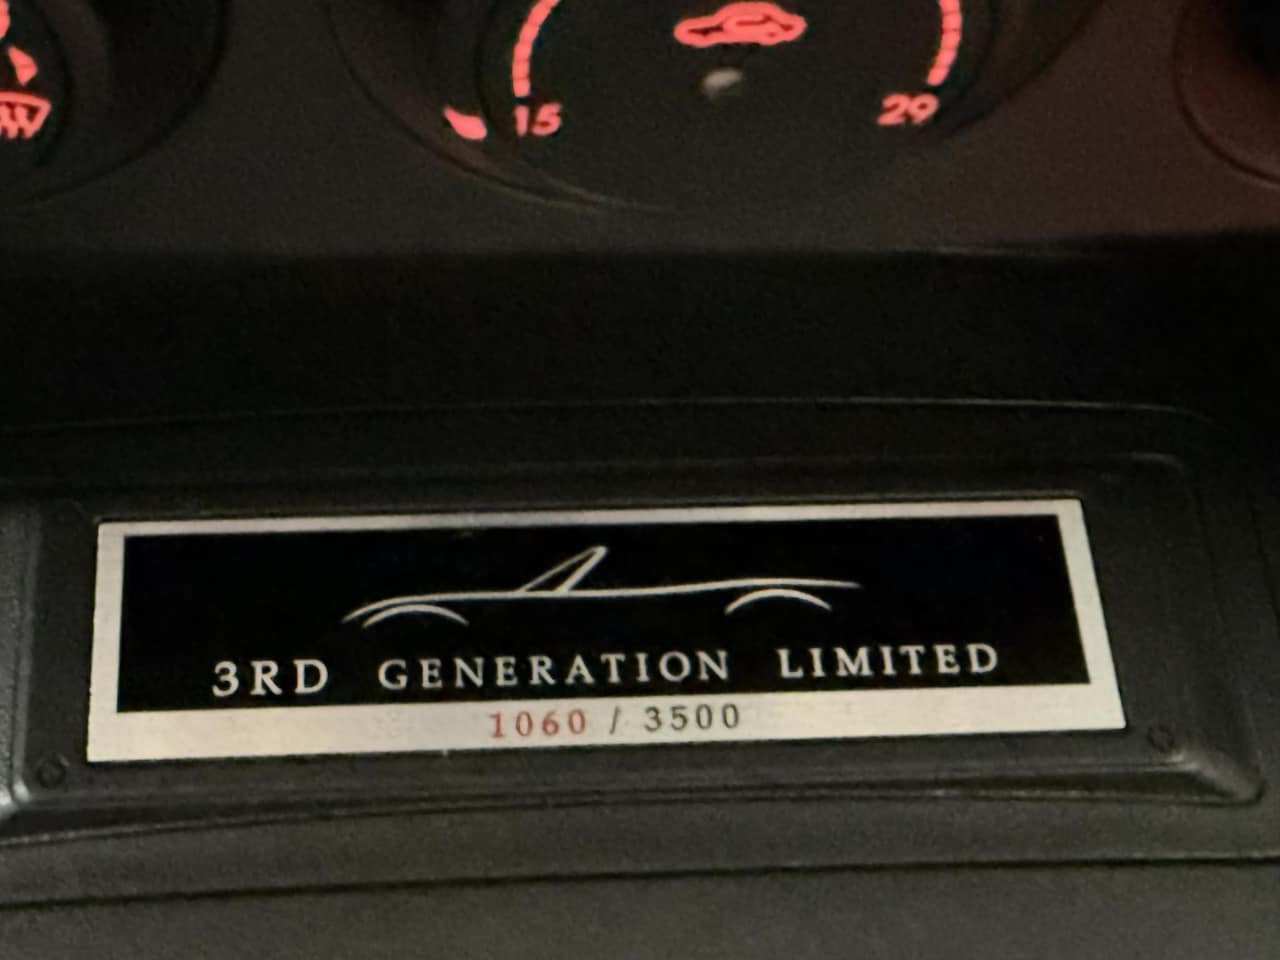 15 29
3RD GENERATION LIMITED
1060 / 3500